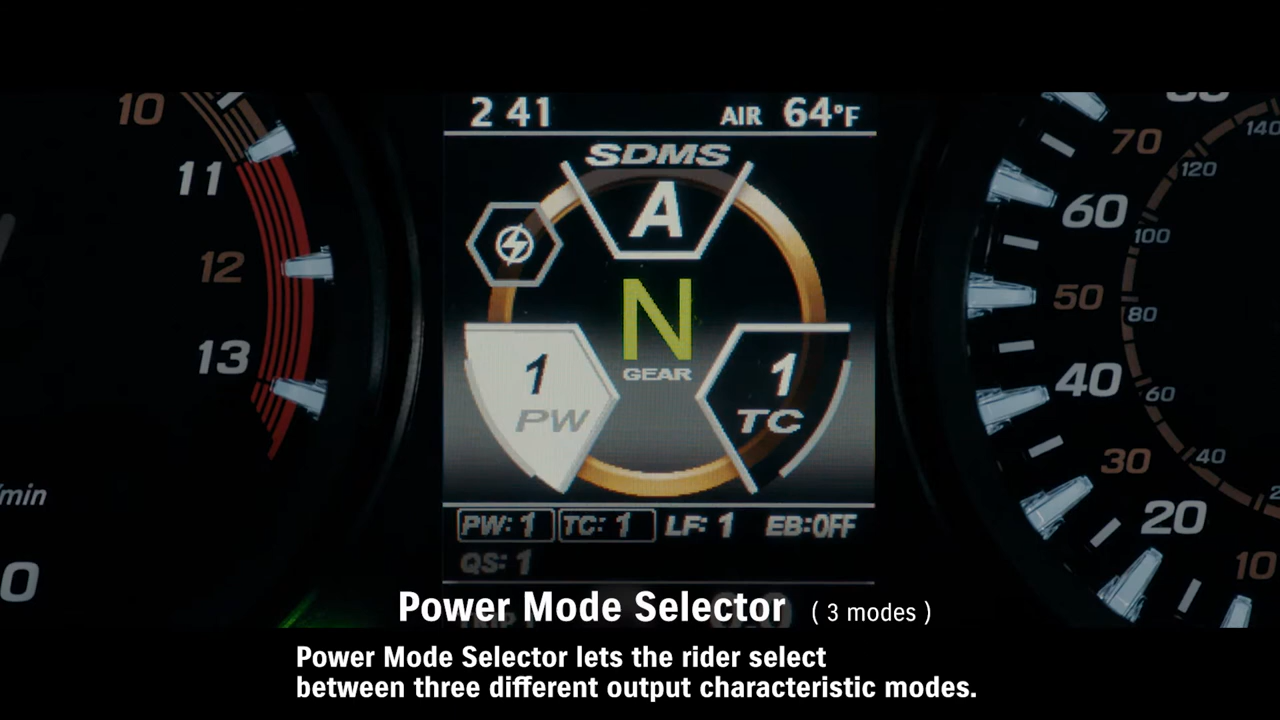 2 41 AIR 64°F
SDMS
A
N
GEAR
1
PW
1
TC
PW: 1 TC: 1 LF: 1 EB:OFF
QS: 1
10
11
12
13
/min
0
140
70
120
60
100
50
80
40
60
30
40
20
10
Power Mode Selector ( 3 modes )
Power Mode Selector lets the rider select
between three different output characteristic modes.